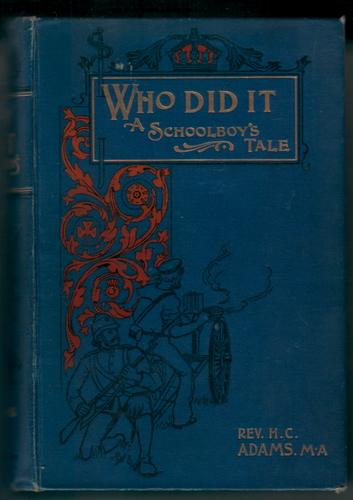 WHO DID IT
A SCHOOLBOY'S
TALE
REV. H.C.
ADAMS. M.A